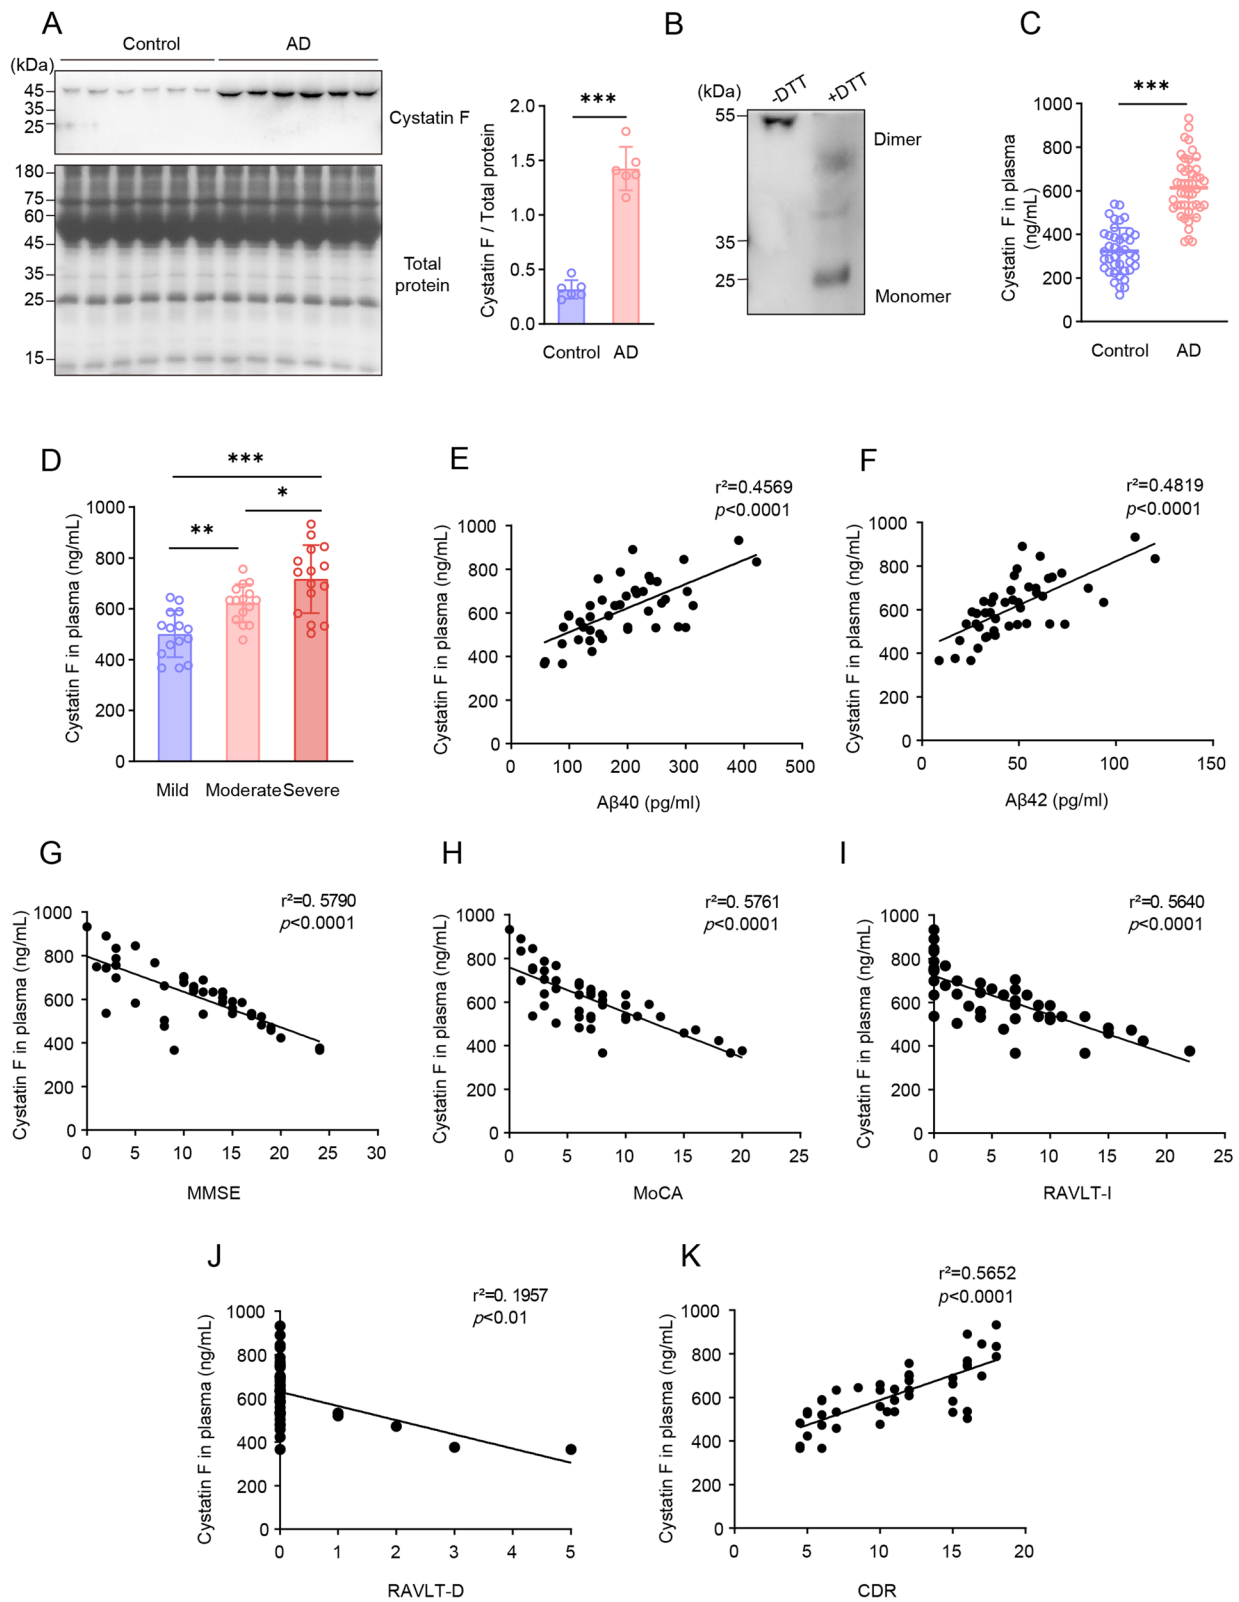 A
Control AD
(kDa)
45
35
25
Cystatin F
180
75
60
45
35
25
15
Total
protein
Cystatin F / Total protein
2.0
1.5
1.0
0.5
0.0
***
Control AD
B
(kDa)
-DTT +DTT
55
35
25
Dimer
Monomer
C
***
Cystatin F in plasma
(ng/mL)
1000
800
600
400
200
0
Control AD
D
***
*
**
Cystatin F in plasma (ng/mL)
1000
800
600
400
200
0
Mild Moderate Severe
E
r²=0.4569
p<0.0001
Cystatin F in plasma (ng/mL)
1000
800
600
400
200
0
0 100 200 300 400 500
Aβ40 (pg/ml)
F
r²=0.4819
p<0.0001
Cystatin F in plasma (ng/mL)
1000
800
600
400
200
0
0 50 100 150
Aβ42 (pg/ml)
G
r²=0.5790
p<0.0001
Cystatin F in plasma (ng/mL)
1000
800
600
400
200
0
0 5 10 15 20 25 30
MMSE
H
r²=0.5761
p<0.0001
Cystatin F in plasma (ng/mL)
1000
800
600
400
200
0
0 5 10 15 20 25
MoCA
I
r²=0.5640
p<0.0001
Cystatin F in plasma (ng/mL)
1000
800
600
400
200
0
0 5 10 15 20 25
RAVLT-I
J
r²=0.1957
p<0.01
Cystatin F in plasma (ng/mL)
1000
800
600
400
200
0
0 1 2 3 4 5
RAVLT-D
K
r²=0.5652
p<0.0001
Cystatin F in plasma (ng/mL)
1000
800
600
400
200
0
0 5 10 15 20
CDR